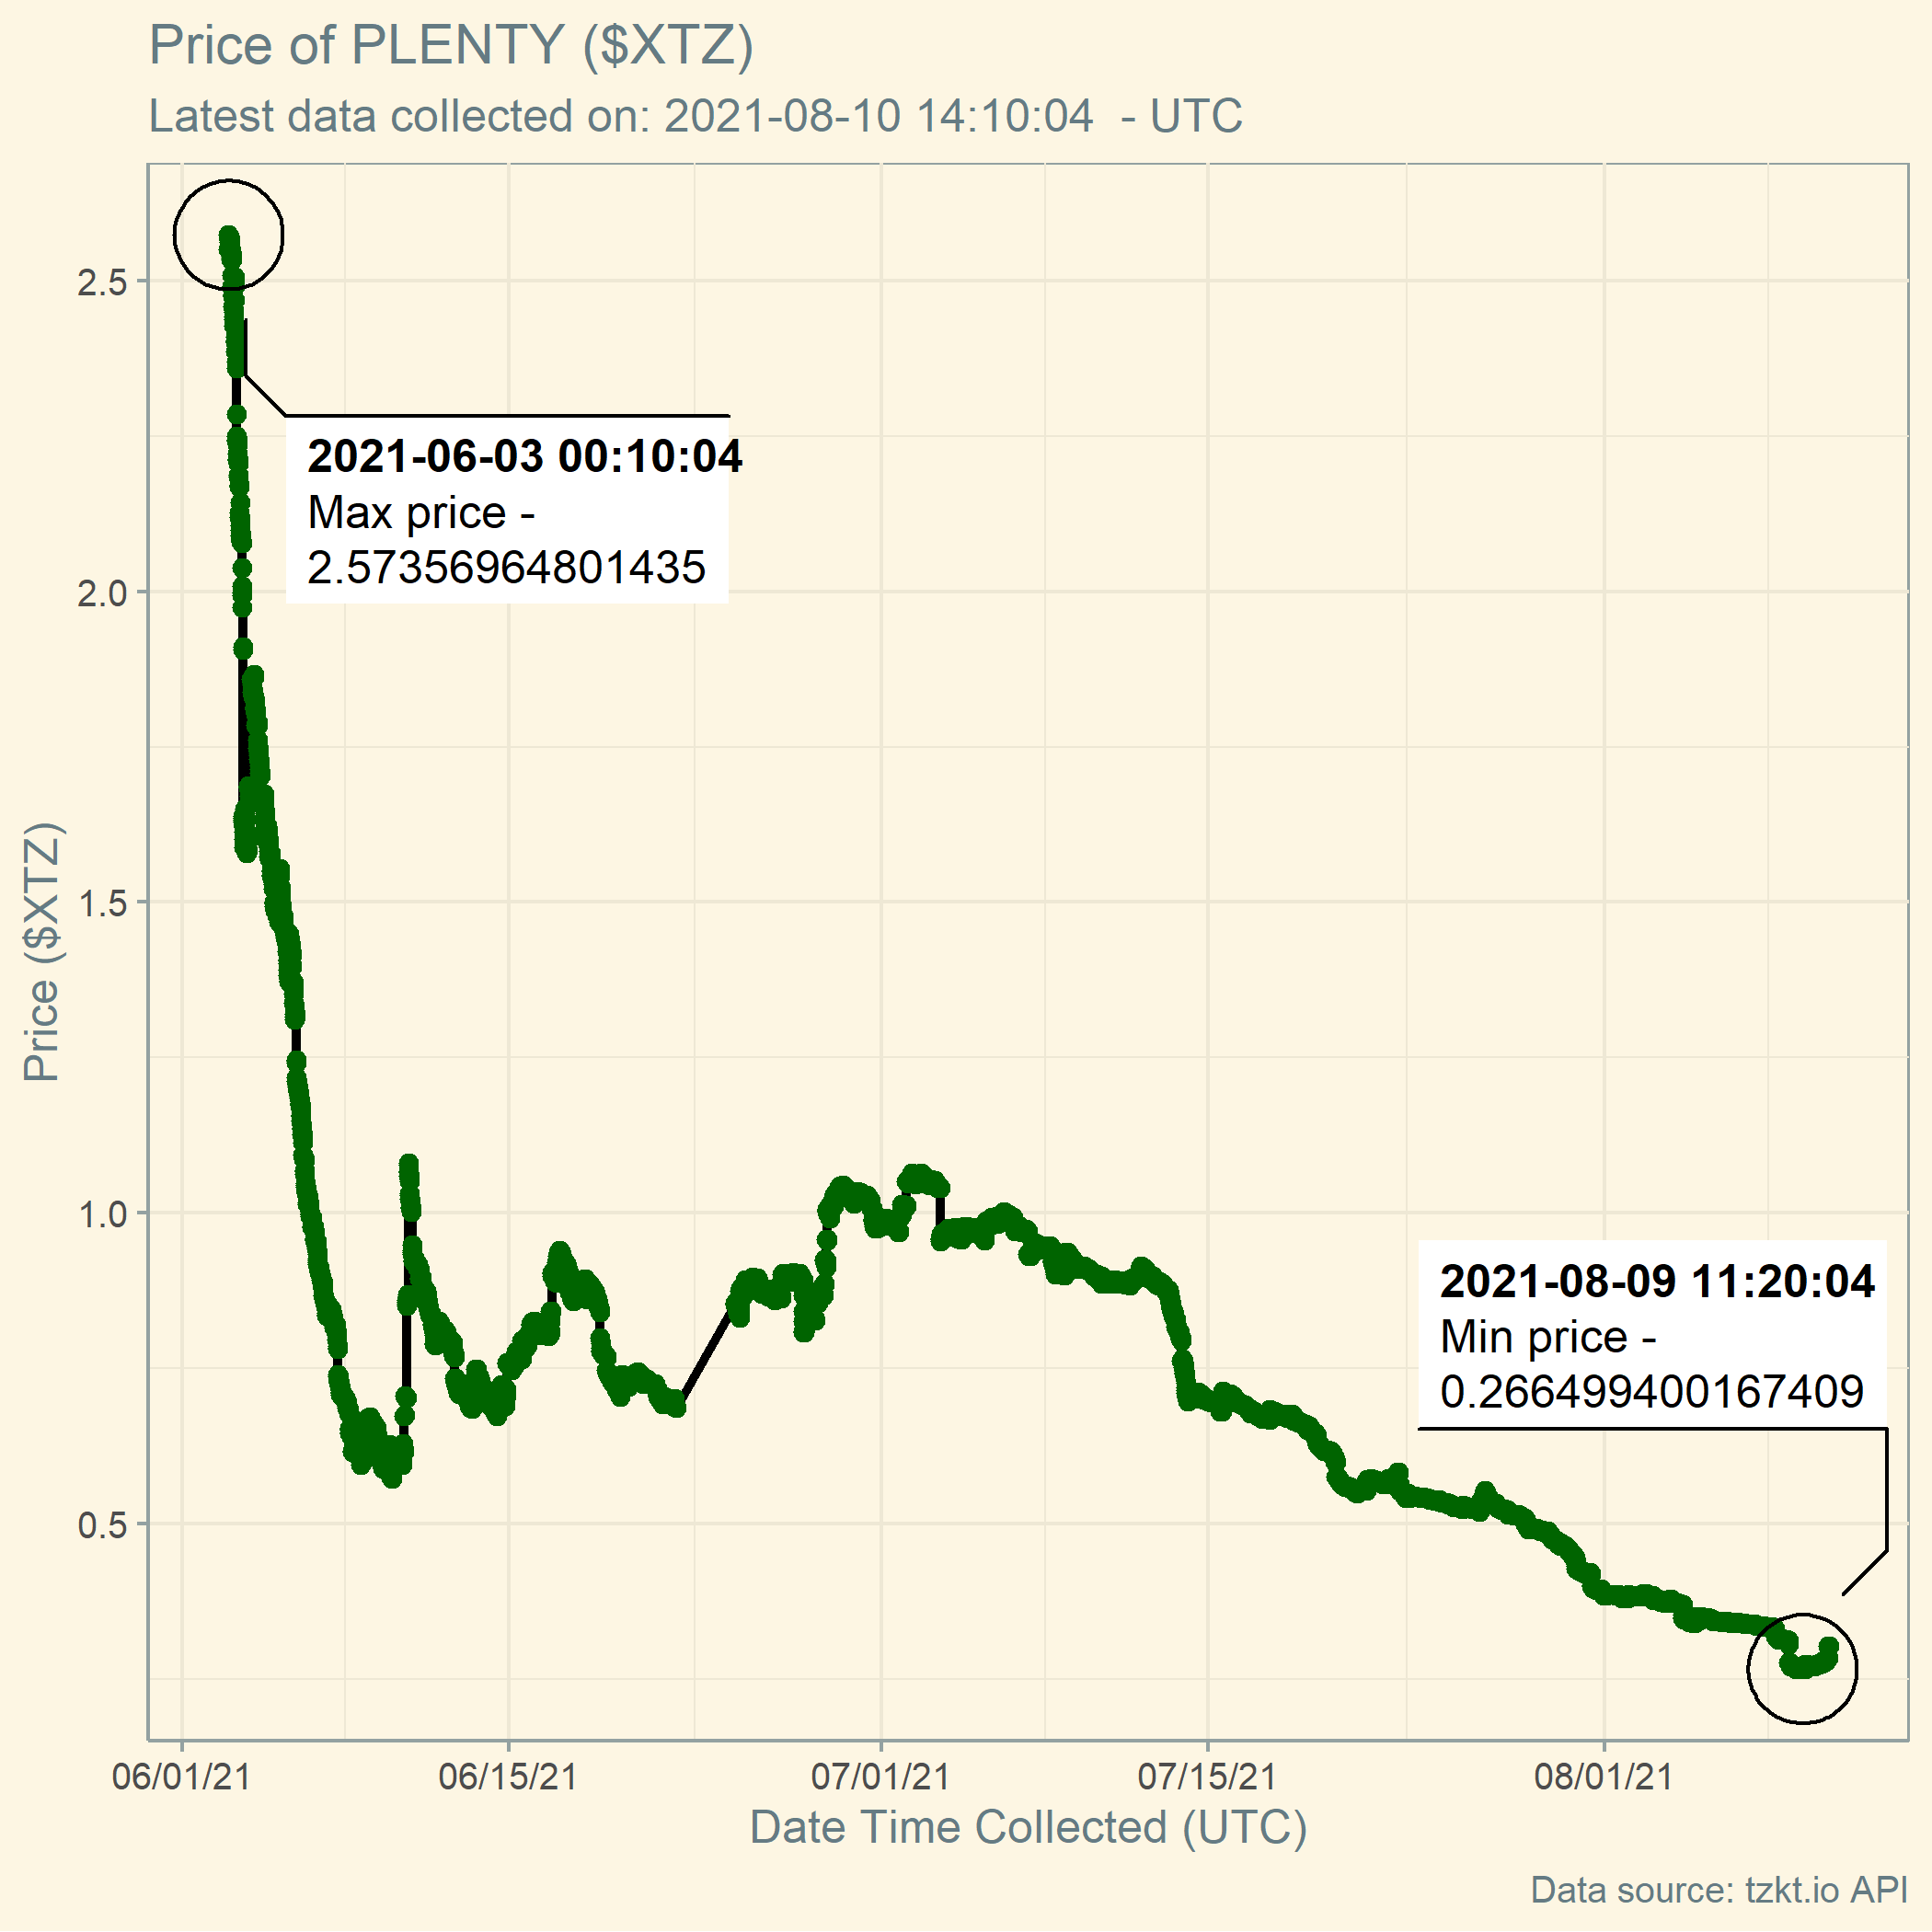 Price of PLENTY ($XTZ)
Latest data collected on: 2021-08-10 14:10:04  - UTC
2.5
2.0
1.5
1.0
0.5
Price ($XTZ)
2021-06-03 00:10:04
Max price -
2.57356964801435
2021-08-09 11:20:04
Min price -
0.266499400167409
06/01/21
06/15/21
07/01/21
07/15/21
08/01/21
Date Time Collected (UTC)
Data source: tzkt.io API